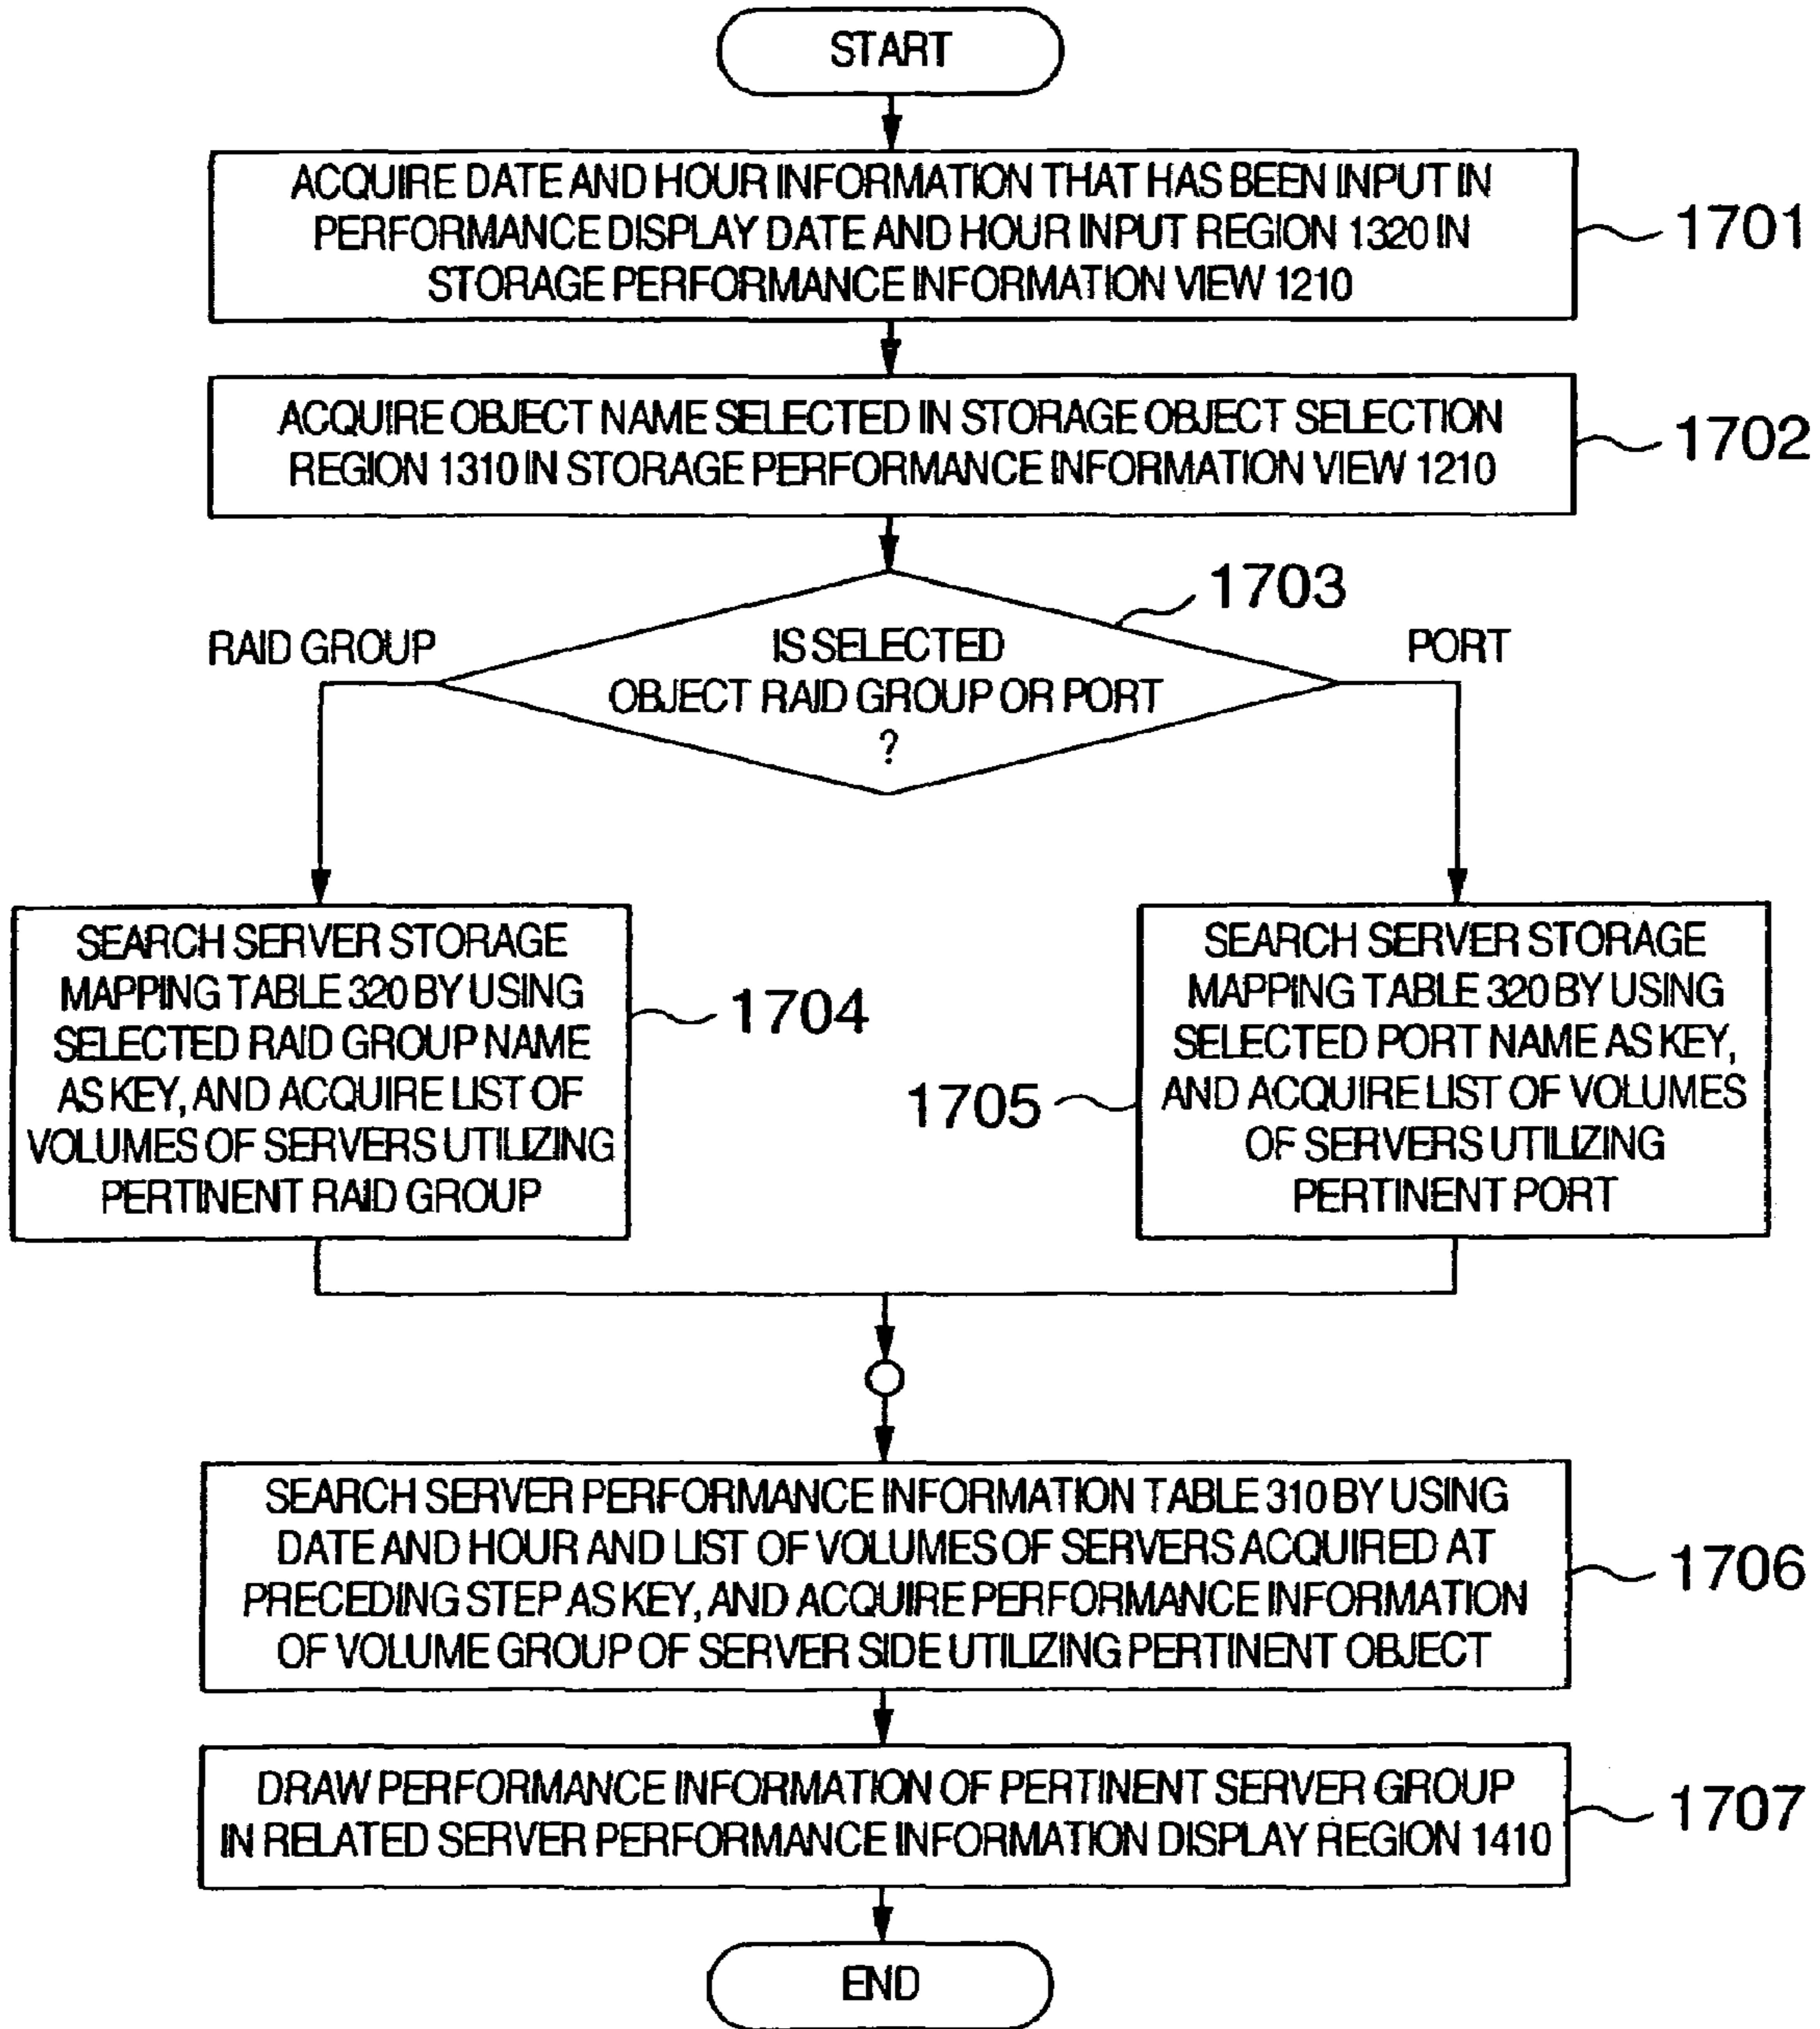 START
ACQUIRE DATE AND HOUR INFORMATION THAT HAS BEEN INPUT IN
PERFORMANCE DISPLAY DATE AND HOUR INPUT REGION 1320 IN
STORAGE PERFORMANCE INFORMATION VIEW 1210
1701
ACQUIRE OBJECT NAME SELECTED IN STORAGE OBJECT SELECTION
REGION 1310 IN STORAGE PERFORMANCE INFORMATION VIEW 1210
1702
1703
RAID GROUP
IS SELECTED
OBJECT RAID GROUP OR PORT
?
PORT
SEARCH SERVER STORAGE
MAPPING TABLE 320 BY USING
SELECTED RAID GROUP NAME
AS KEY, AND ACQUIRE LIST OF
VOLUMES OF SERVERS UTILIZING
PERTINENT RAID GROUP
1704
SEARCH SERVER STORAGE
MAPPING TABLE 320 BY USING
SELECTED PORT NAME AS KEY,
AND ACQUIRE LIST OF VOLUMES
OF SERVERS UTILIZING
PERTINENT PORT
1705
SEARCH SERVER PERFORMANCE INFORMATION TABLE 310 BY USING
DATE AND HOUR AND LIST OF VOLUMES OF SERVERS ACQUIRED AT
PRECEDING STEP AS KEY, AND ACQUIRE PERFORMANCE INFORMATION
OF VOLUME GROUP OF SERVER SIDE UTILIZING PERTINENT OBJECT
1706
DRAW PERFORMANCE INFORMATION OF PERTINENT SERVER GROUP
IN RELATED SERVER PERFORMANCE INFORMATION DISPLAY REGION 1410
1707
END